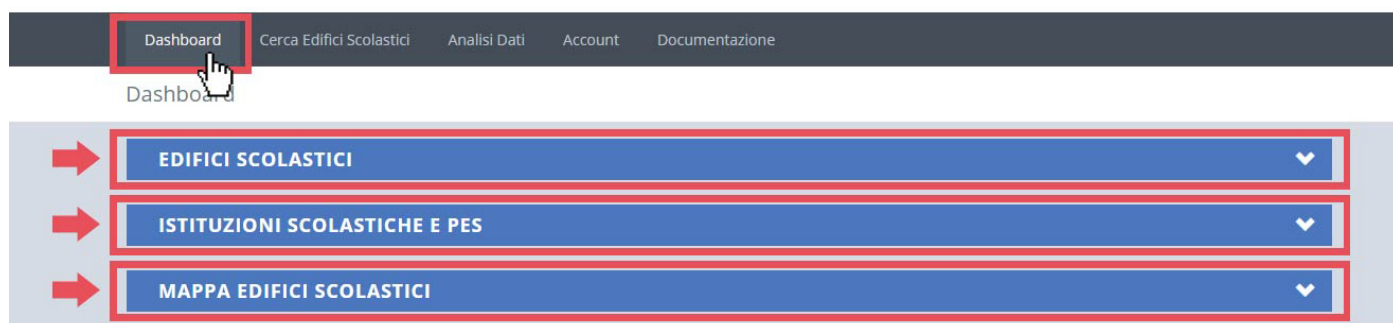 Dashboard Cerca Edifici Scolastici Analisi Dati Account Documentazione
Dashboard
EDIFICI SCOLASTICI
ISTITUZIONI SCOLASTICHE E PES
MAPPA EDIFICI SCOLASTICI